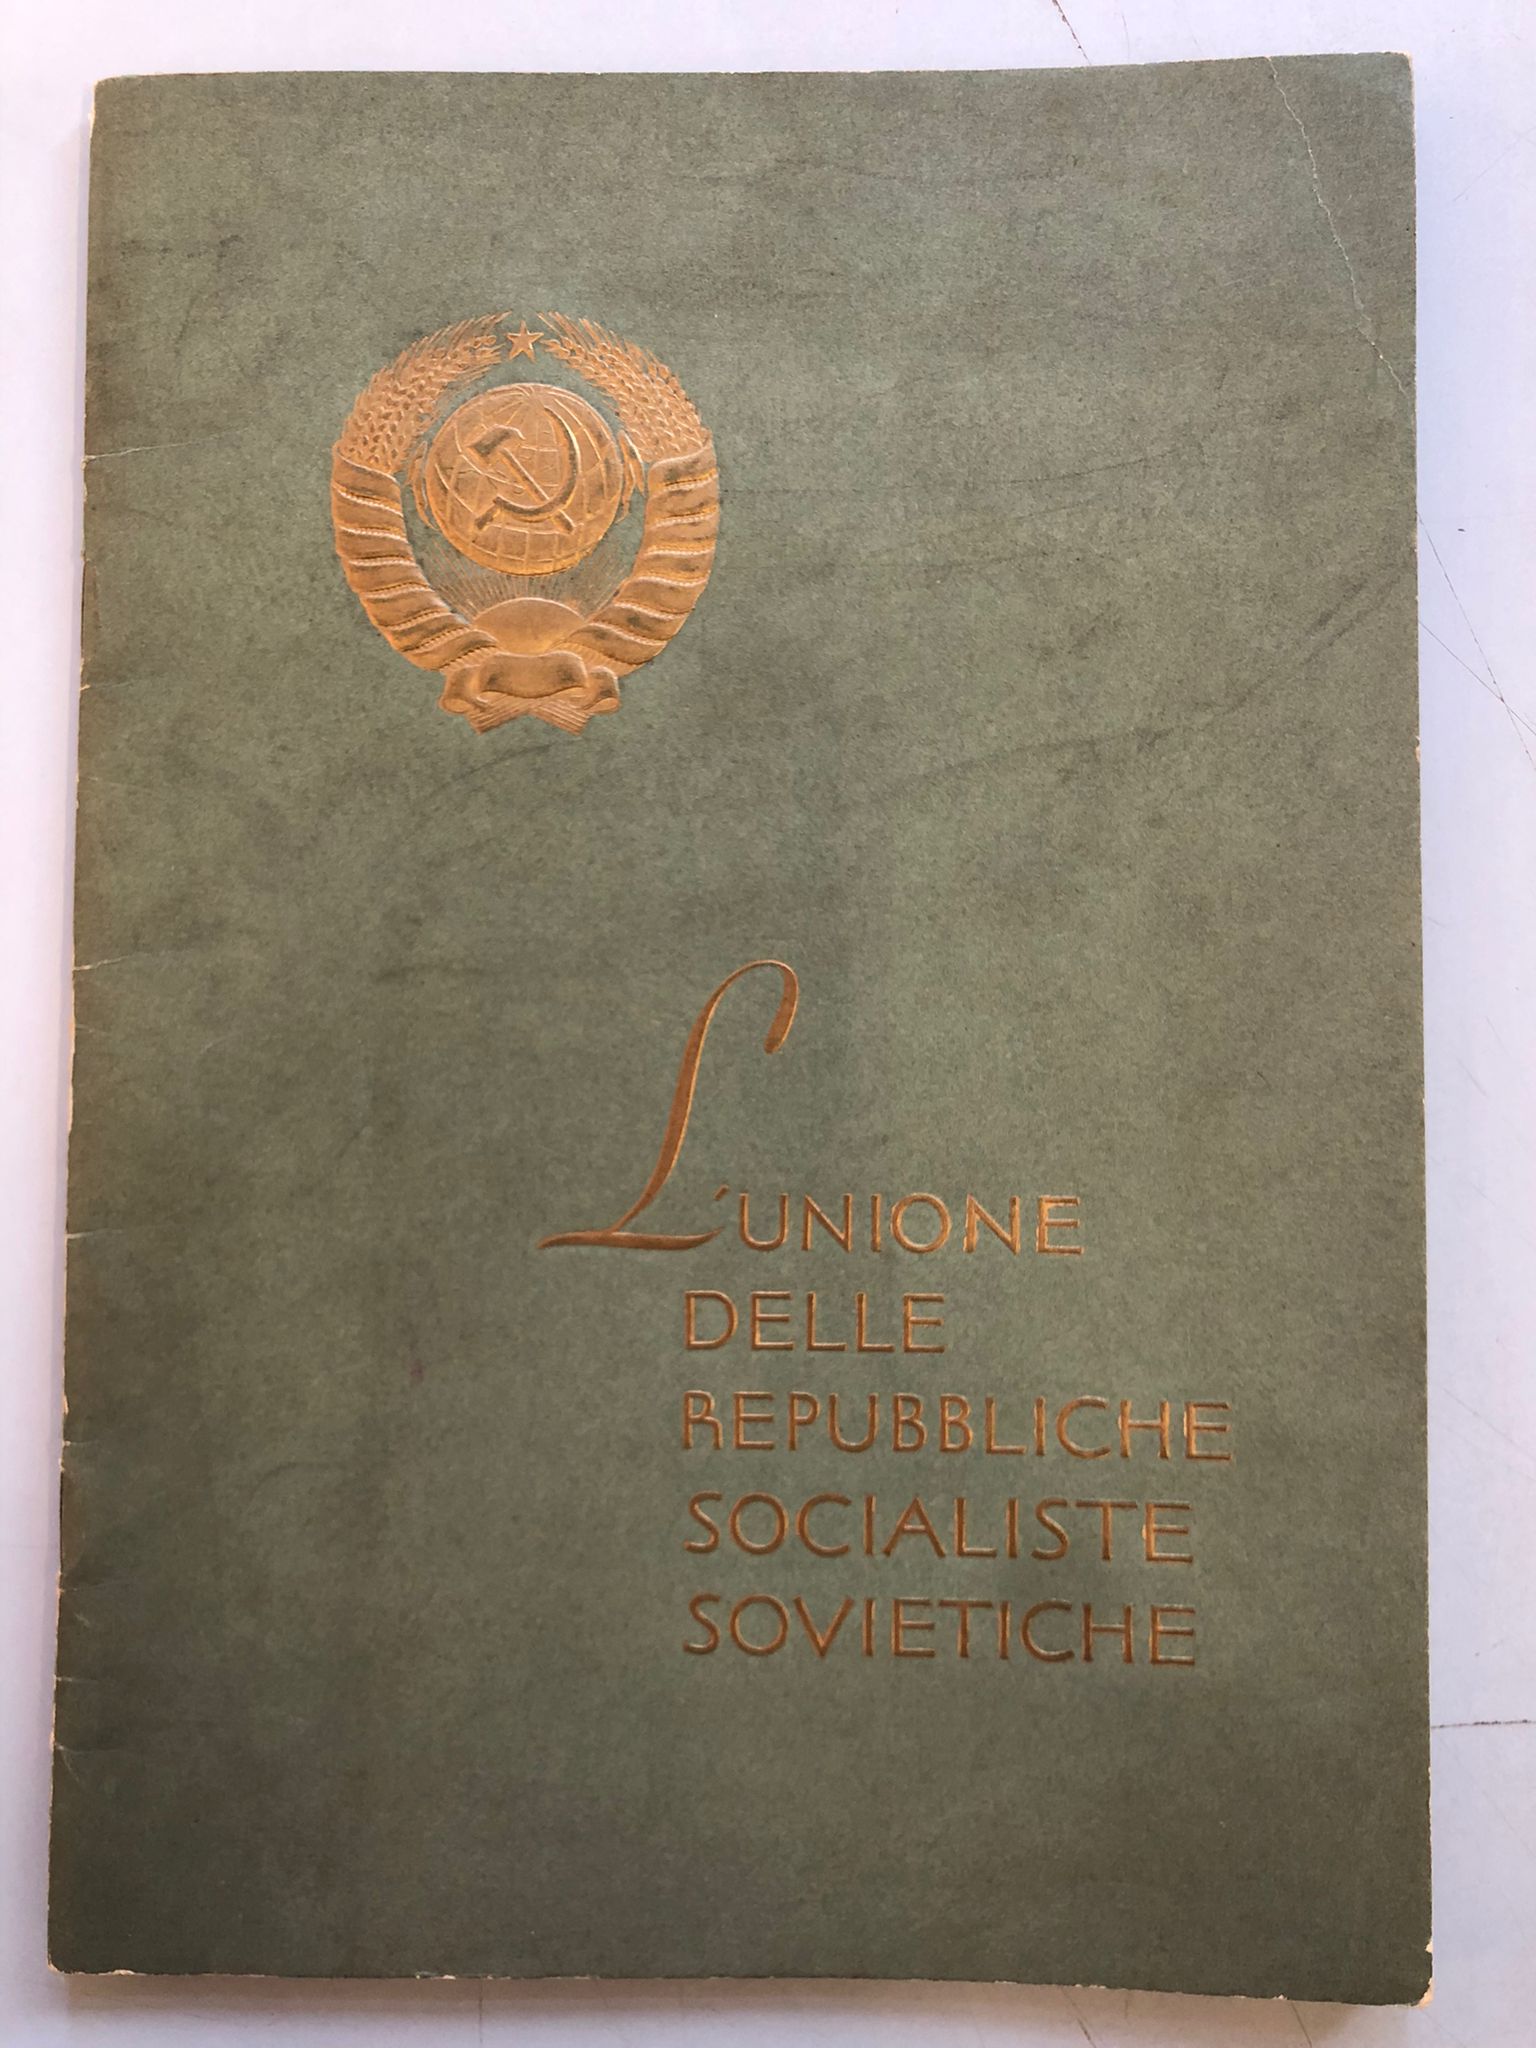 L'UNIONE
DELLE
REPUBBLICHE
SOCIALISTE
SOVIETICHE